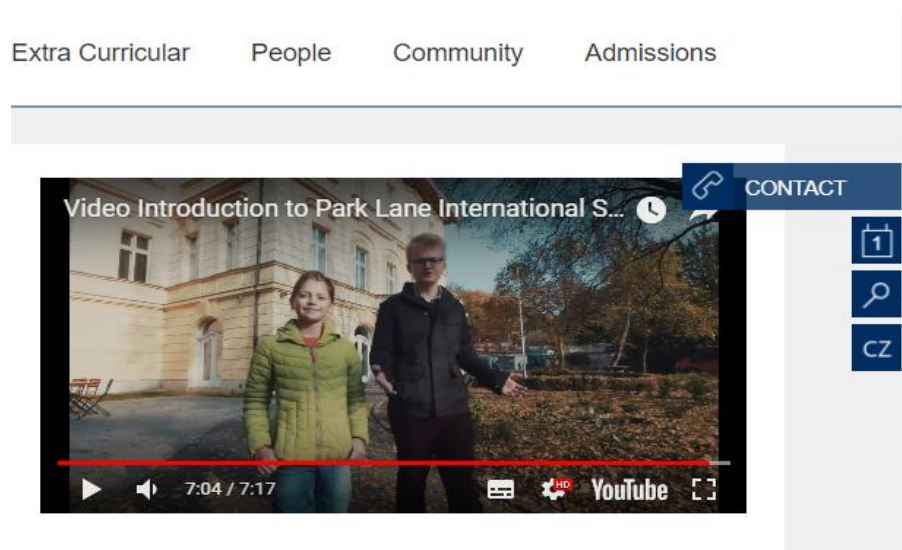 Extra Curricular People Community Admissions
CONTACT
Video Introduction to Park Lane International S...
1
CZ
7:04 / 7:17 HD YouTube